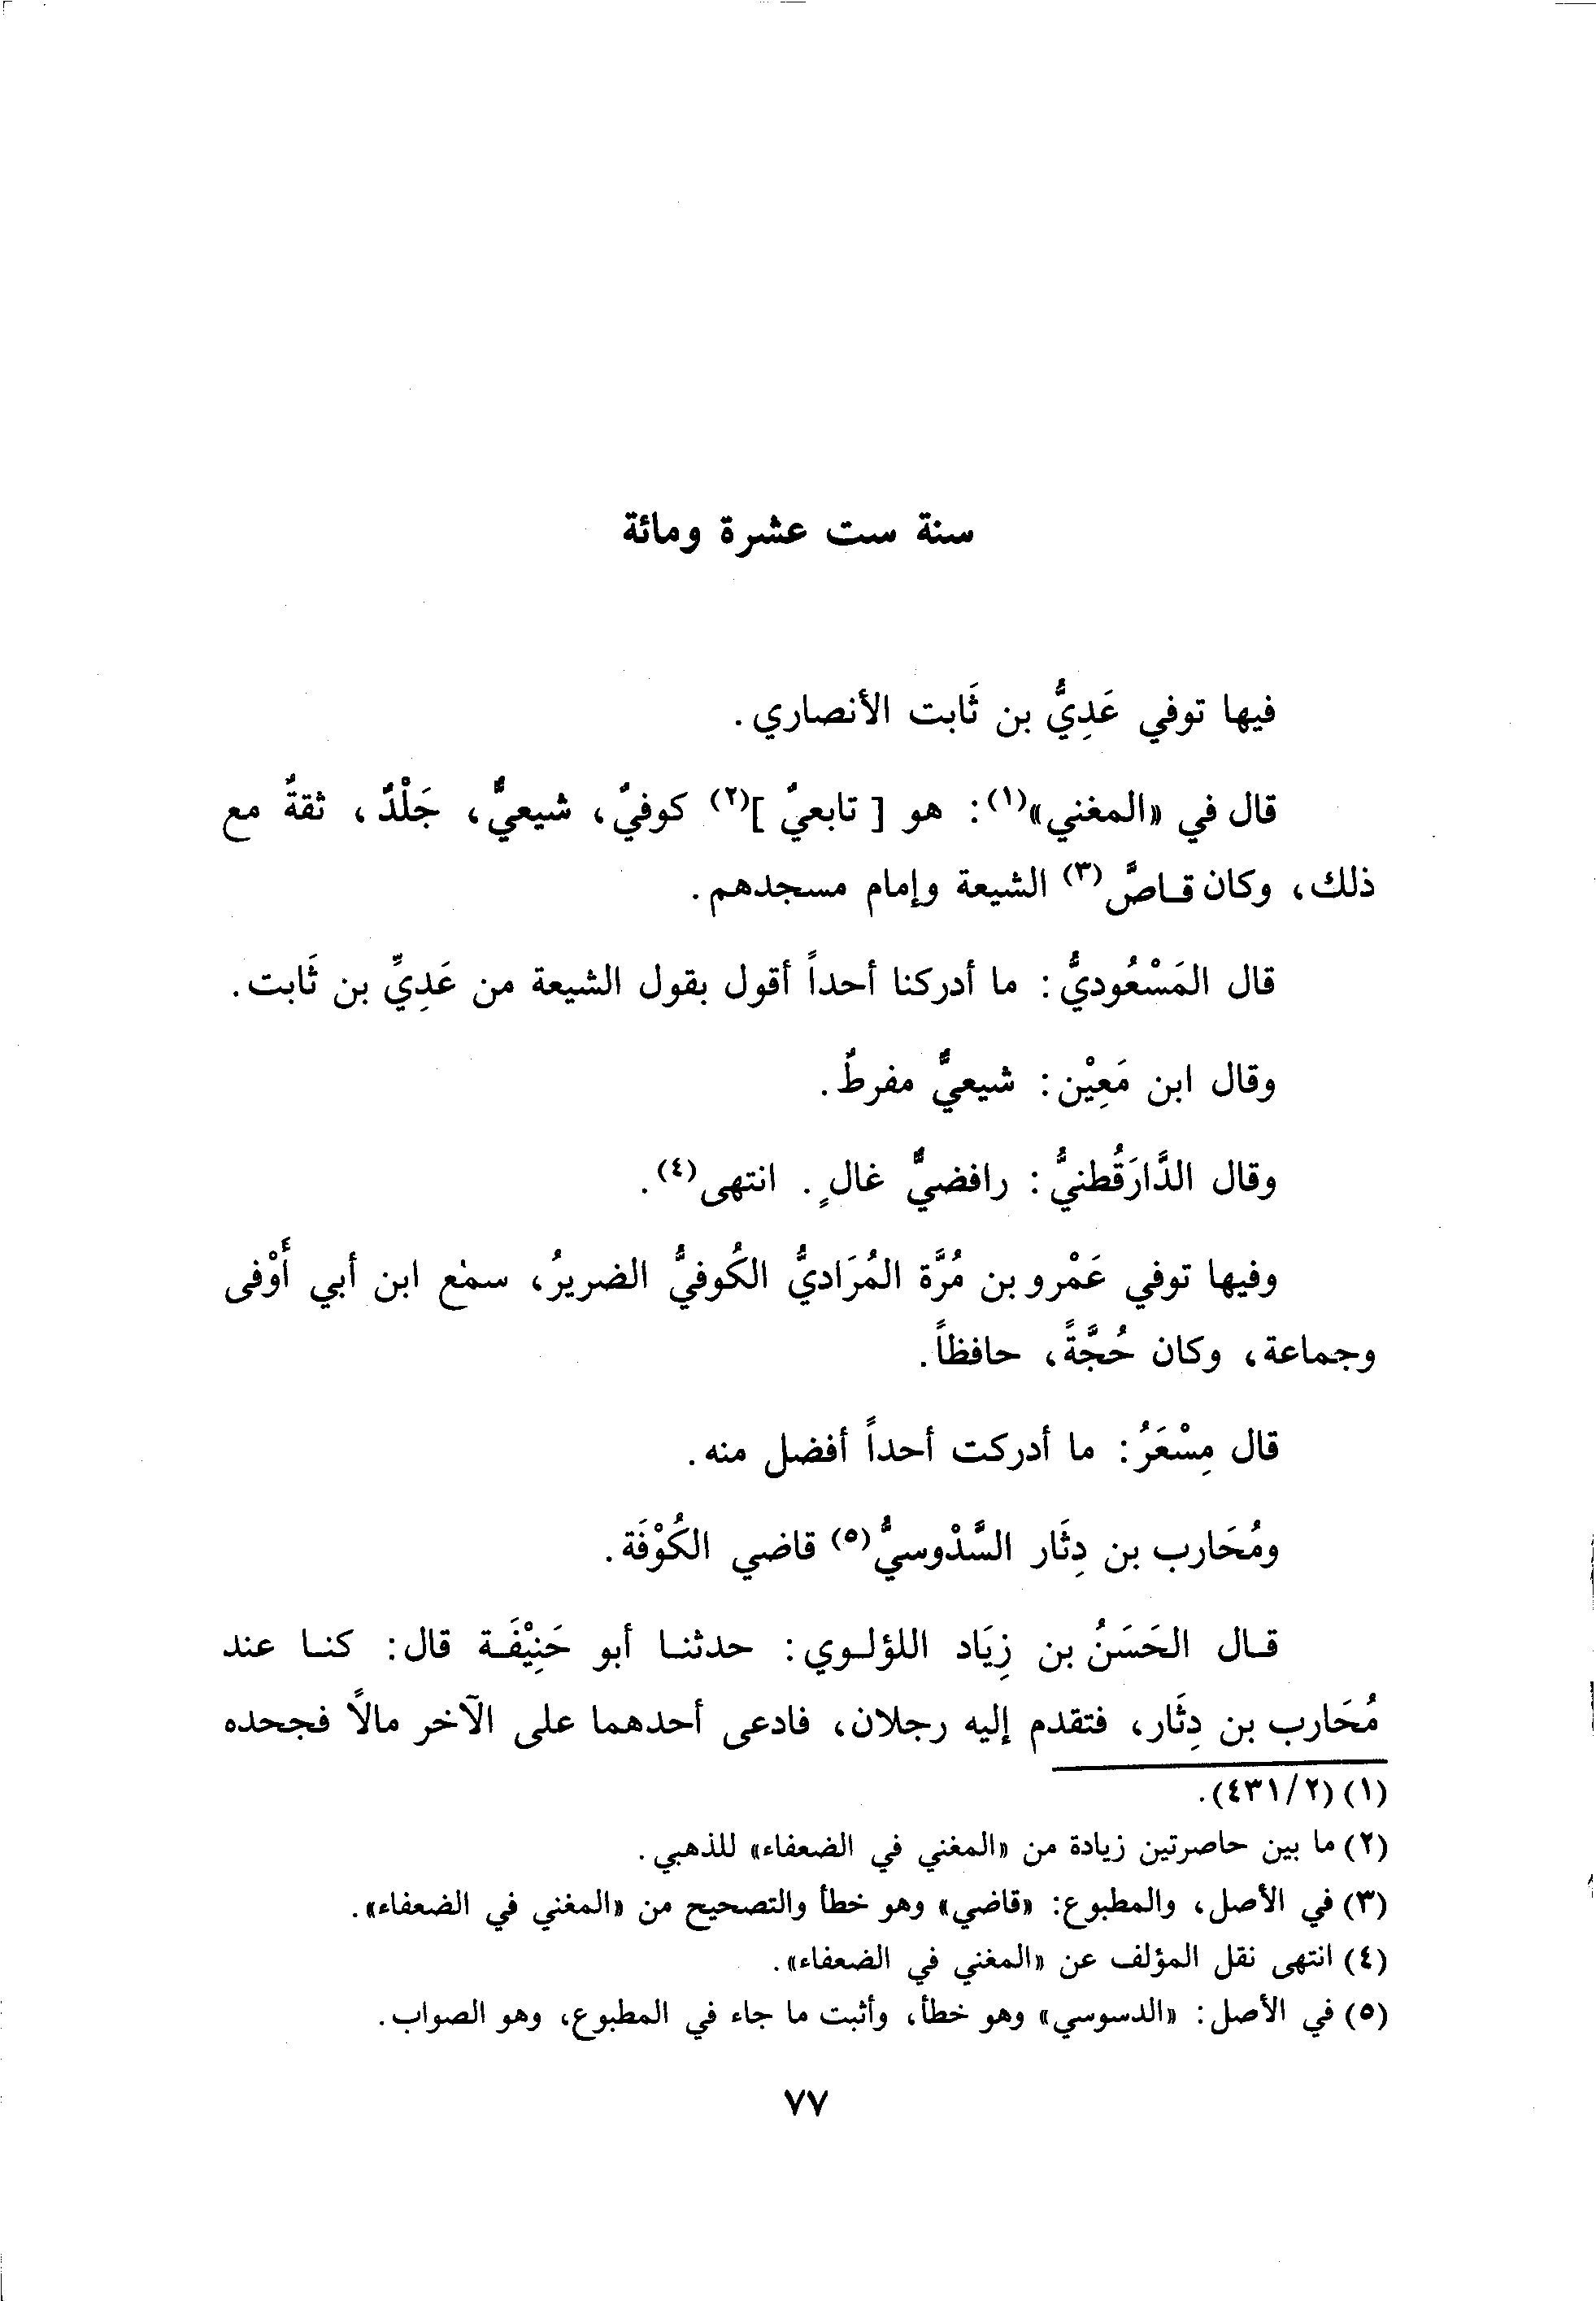 سنة ست عشرة ومائة
فيها توفي عَدِيُّ بن ثَابت الأنصاري.
قال في «المغني»(١): هو [ تابعيٌ ](٢) كوفيٌ، شيعيٌّ، جَلْدٌ، ثقةٌ مع
ذلك، وكان قـاصَّ(٣) الشيعة وإمام مسجدهم.
قال المَسْعُوديُّ: ما أدركنا أحداً أقول بقول الشيعة من عَدِيِّ بن ثَابت.
وقال ابن مَعِيْن: شيعيٌّ مفرطٌ.
وقال الدَّارَقُطنيُّ: رافضيٌّ غالٍ. انتهى(٤).
وفيها توفي عَمْرو بن مُرَّة المُرَاديُّ الكُوفيُّ الضريرُ، سمع ابن أبي أَوْفى
وجماعة، وكان حُجَّةً، حافظاً.
قال مِسْعَرُ: ما أدركت أحداً أفضل منه.
ومُحَارب بن دِثَار السَّدْوسيُّ(٥) قاضي الكُوْفَة.
قـال الحَسَنُ بن زِيَاد اللؤلـوي: حدثنـا أبو حَنِيْفَـة قال: كنـا عند
مُحَارب بن دِثَار، فتقدم إليه رجلان، فادعى أحدهما على الآخر مالاً فجحده
(١) (٢/ ٤٣١).
(٢) ما بين حاصرتين زيادة من «المغني في الضعفاء» للذهبي.
(٣) في الأصل، والمطبوع: «قاضي» وهو خطأ والتصحيح من «المغني في الضعفاء».
(٤) انتهى نقل المؤلف عن «المغني في الضعفاء».
(٥) في الأصل: «الدسوسي» وهو خطأ، وأثبت ما جاء في المطبوع، وهو الصواب.
٧٧